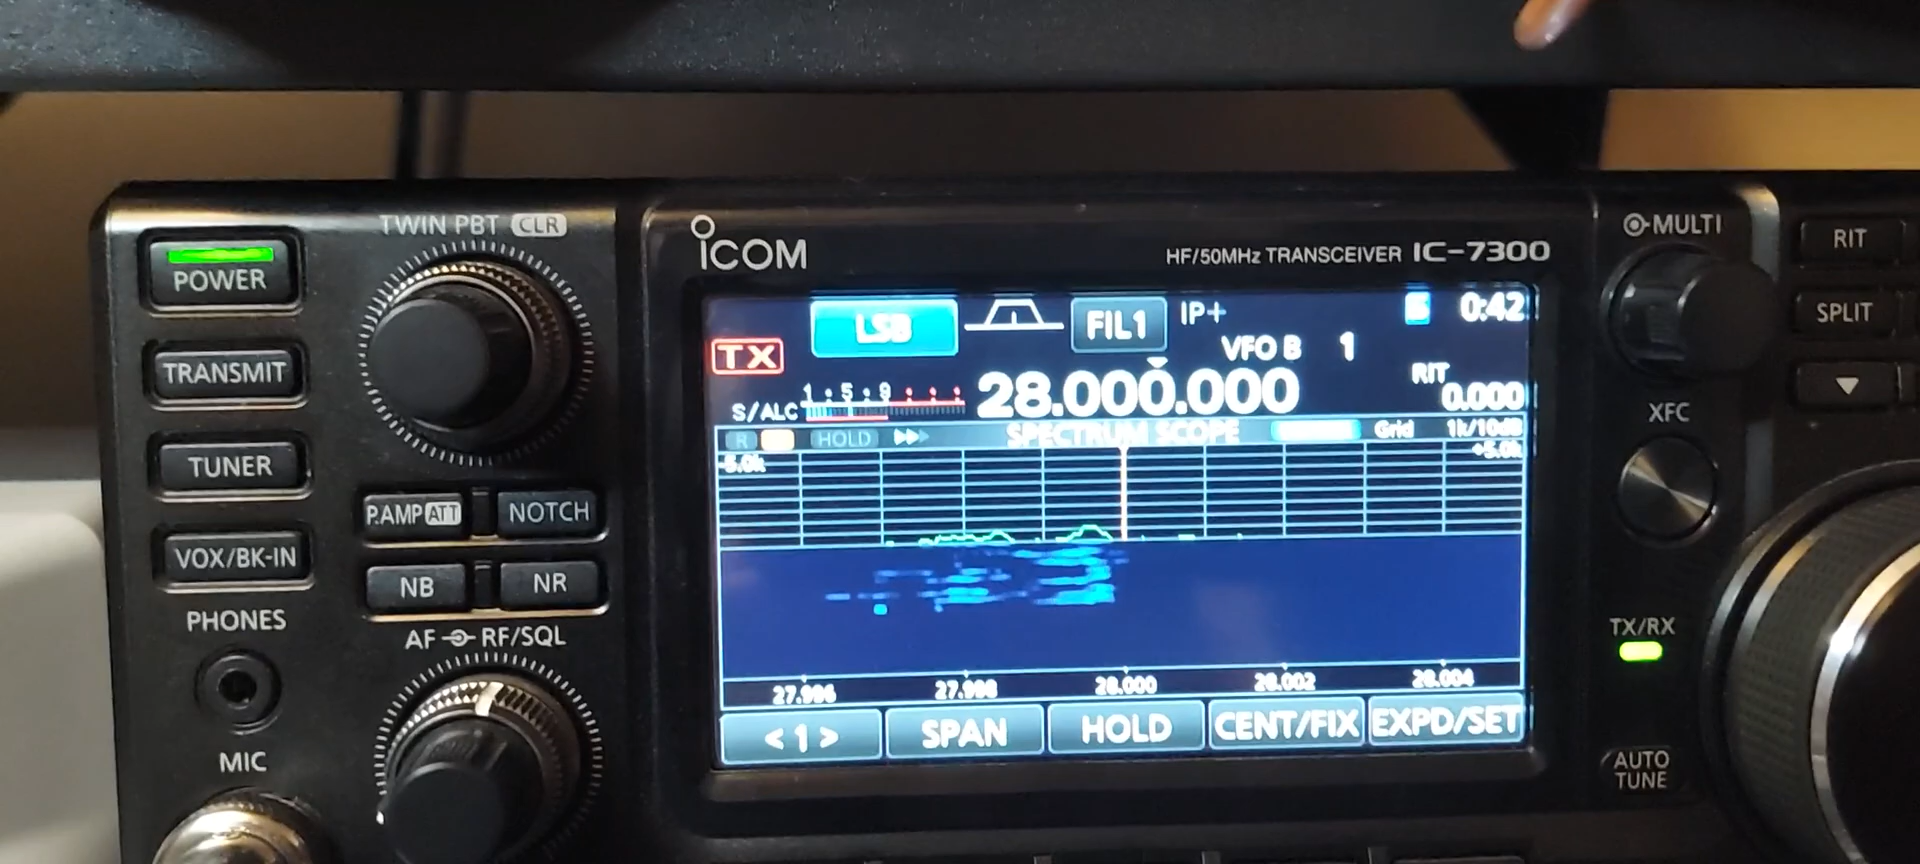 TWIN PBT CLR
POWER
TRANSMIT
TUNER
VOX/BK-IN
P.AMP ATT
NOTCH
NB
NR
PHONES
AF RF/SQL
MIC
ICOM
HF/50MHz TRANSCEIVER IC-7300
LSB FIL1 IP+ 0:42
TX VFO B 1
28.000.000
RIT
0.000
S/ALC 1 5 9
R HOLD SPECTRUM SCOPE Grid 1k/10dB
-5.0k +5.0k
27.996 27.998 28.000 28.002 28.004
<1> SPAN HOLD CENT/FIX EXPD/SET
MULTI
RIT
SPLIT
XFC
TX/RX
AUTO
TUNE